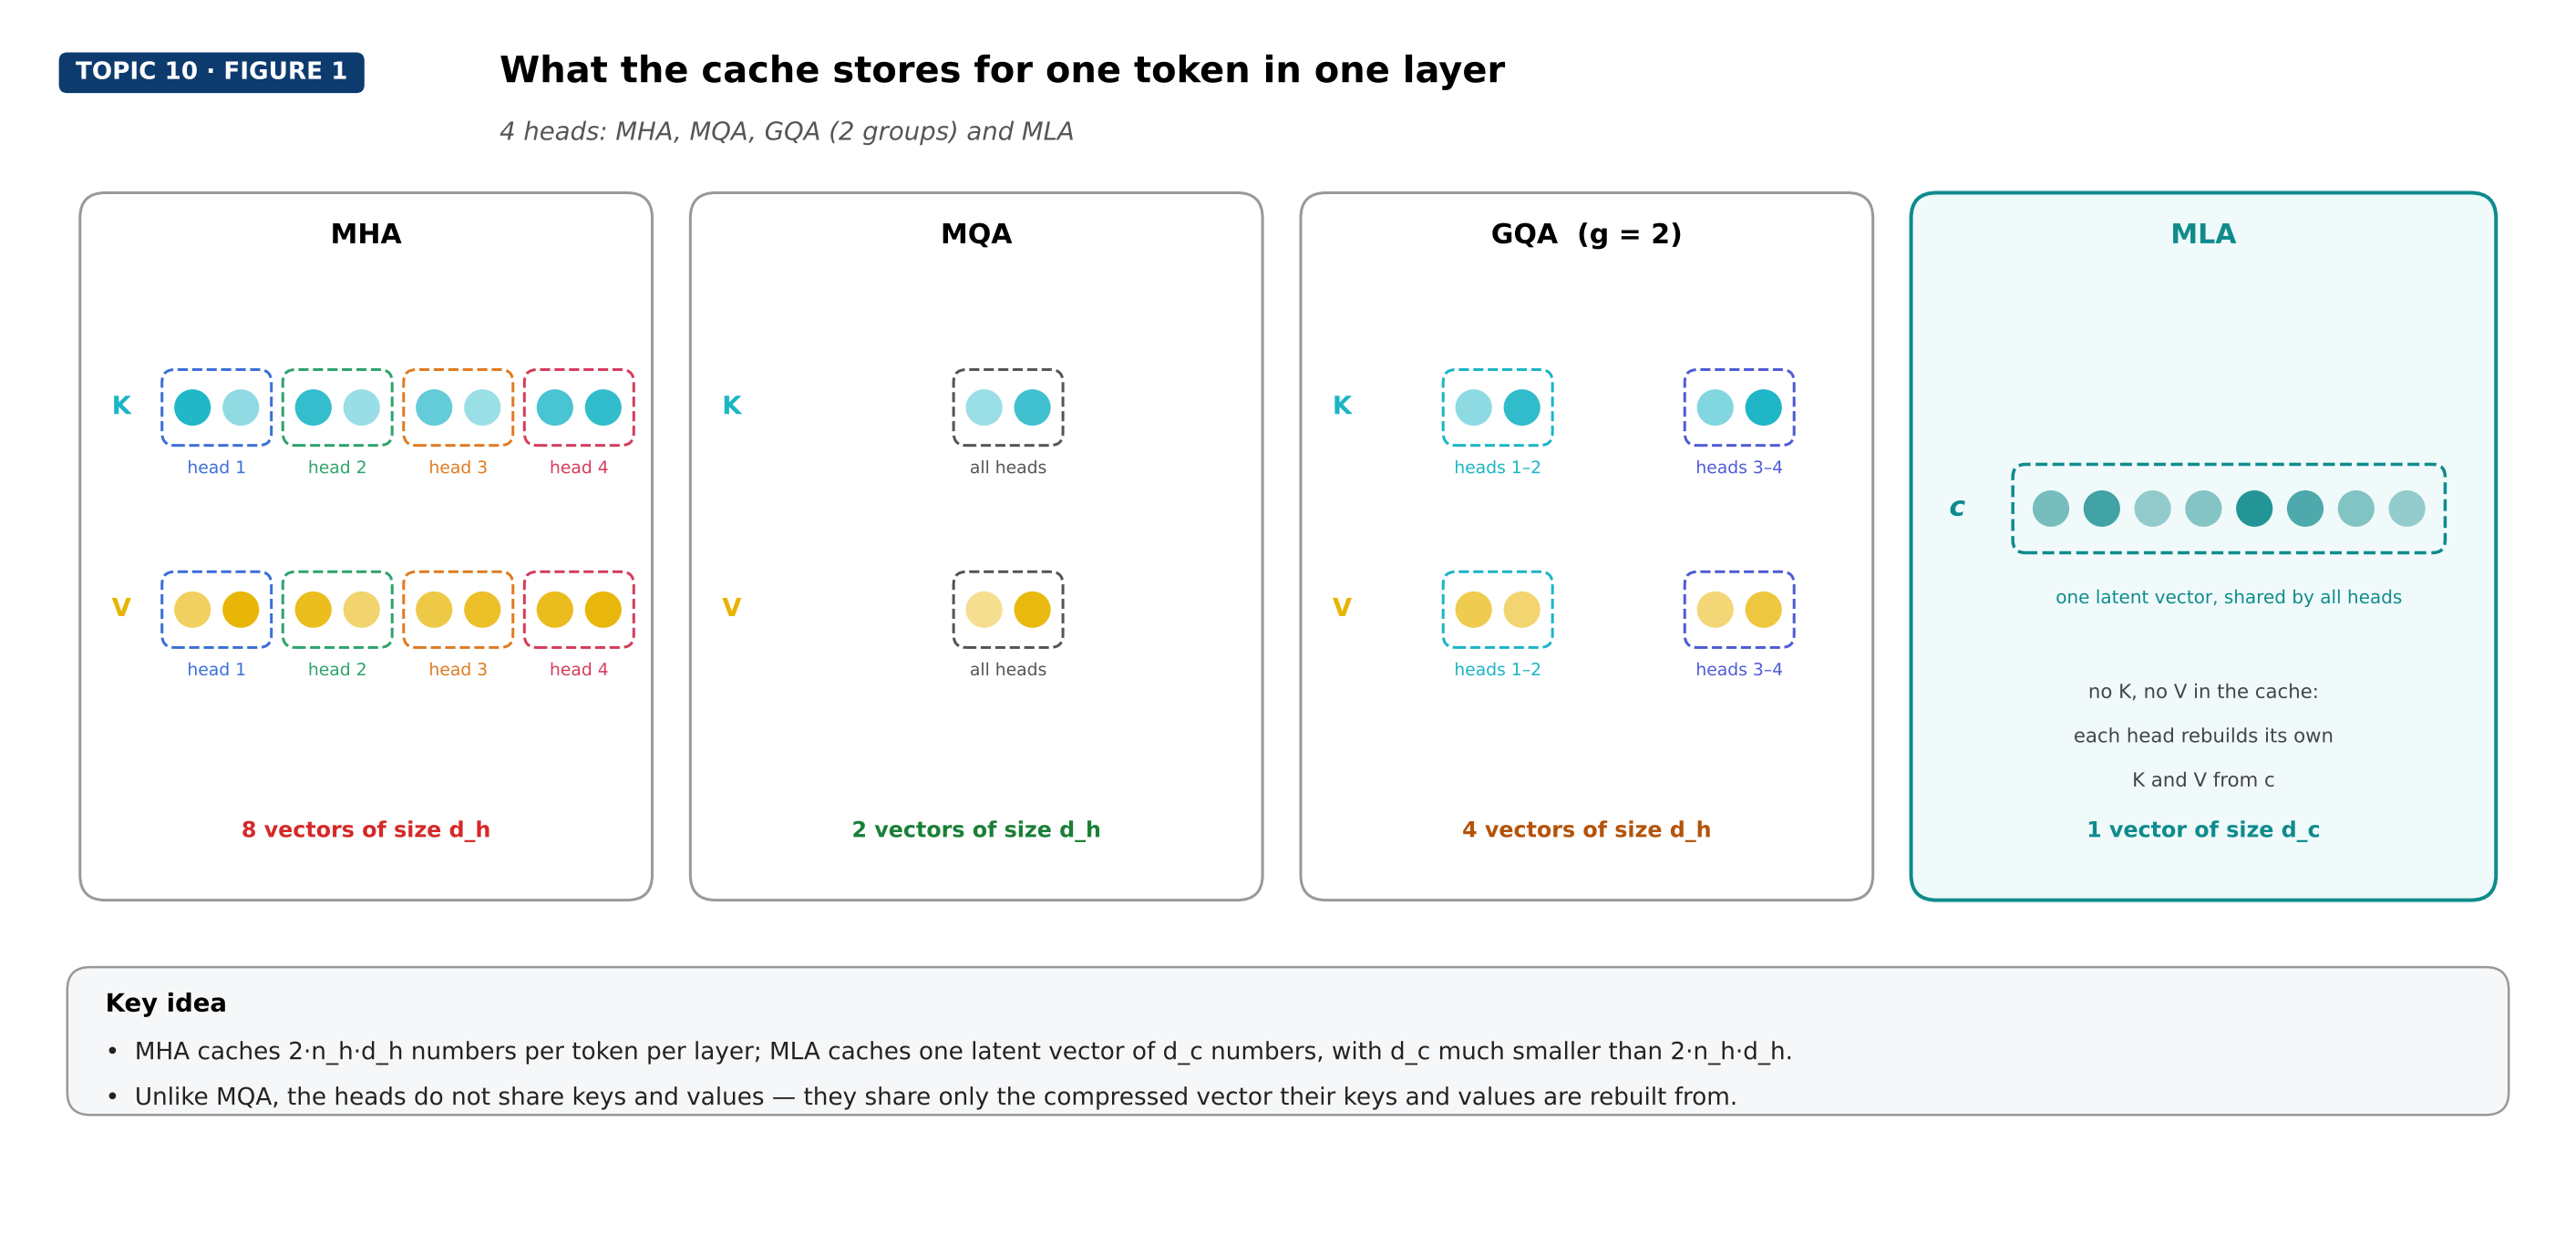 TOPIC 10 · FIGURE 1
What the cache stores for one token in one layer
4 heads: MHA, MQA, GQA (2 groups) and MLA
MHA
K
head 1
head 2
head 3
head 4
V
head 1
head 2
head 3
head 4
8 vectors of size d_h
MQA
K
all heads
V
all heads
2 vectors of size d_h
GQA (g = 2)
K
heads 1–2
heads 3–4
V
heads 1–2
heads 3–4
4 vectors of size d_h
MLA
c
one latent vector, shared by all heads
no K, no V in the cache:
each head rebuilds its own
K and V from c
1 vector of size d_c
Key idea
• MHA caches 2·n_h·d_h numbers per token per layer; MLA caches one latent vector of d_c numbers, with d_c much smaller than 2·n_h·d_h.
• Unlike MQA, the heads do not share keys and values — they share only the compressed vector their keys and values are rebuilt from.